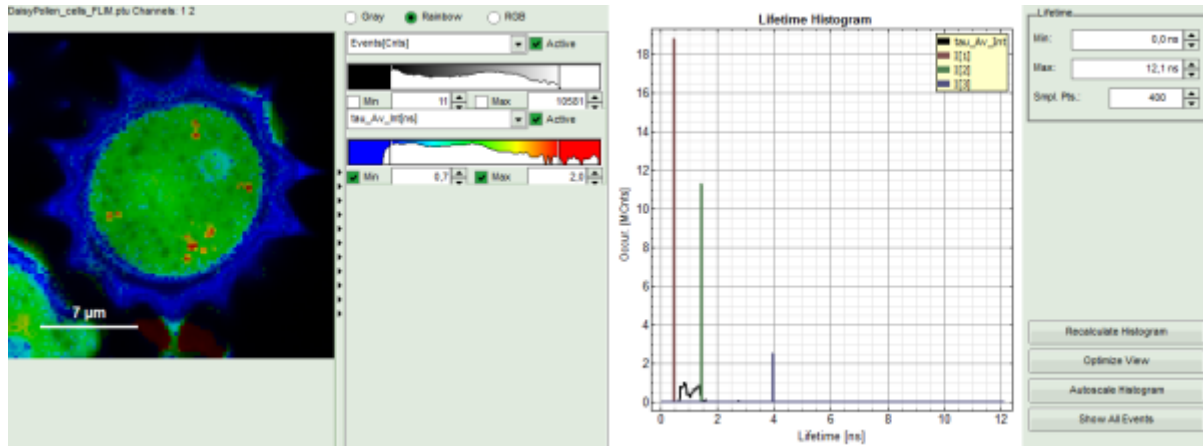 DaisyPollen_cells_FLIM.ptu Channels: 1 2
Gray Rainbow RGB
Events[Cnts] Active
Min 11 Max 10581
tau_Av_Int[ns] Active
Min 0,7 Max 2,0
7 µm
Lifetime Histogram
tau_Av_Int
I[1]
I[2]
I[3]
Occur. [MCnts]
18
16
14
12
10
8
6
4
2
0
0 2 4 6 8 10 12
Lifetime [ns]
Lifetime
Min: 0,0 ns
Max: 12,1 ns
Smpl. Pts.: 400
Recalculate Histogram
Optimize View
Autoscale Histogram
Show All Events